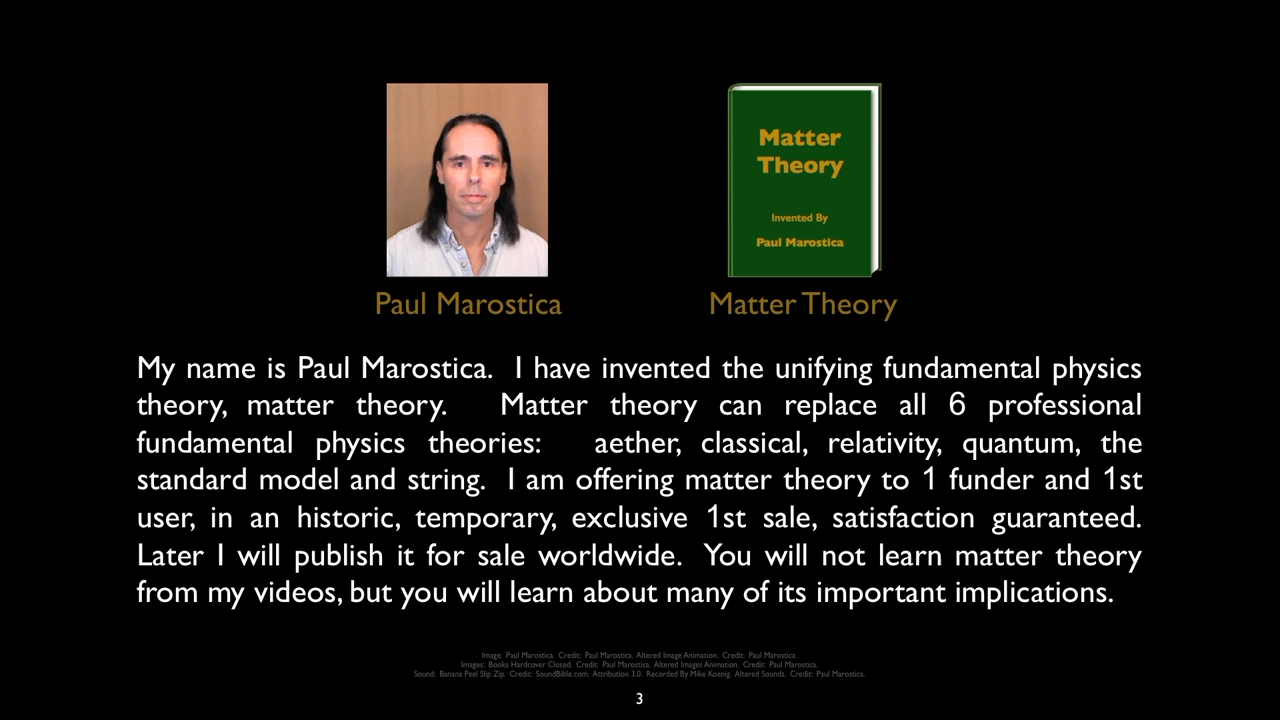 Matter
Theory
Invented By
Paul Marostica
Paul Marostica
Matter Theory
My name is Paul Marostica. I have invented the unifying fundamental physics
theory, matter theory. Matter theory can replace all 6 professional
fundamental physics theories: aether, classical, relativity, quantum, the
standard model and string. I am offering matter theory to 1 funder and 1st
user, in an historic, temporary, exclusive 1st sale, satisfaction guaranteed.
Later I will publish it for sale worldwide. You will not learn matter theory
from my videos, but you will learn about many of its important implications.
Image: Paul Marostica. Credit: Paul Marostica. Altered Image Animation. Credit: Paul Marostica.
Images: Books Hardcover Closed. Credit: Paul Marostica. Altered Images Animation. Credit: Paul Marostica.
Sound: Banana Peel Slip Zip. Credit: SoundBible.com. Attribution 3.0. Recorded By Mike Koenig. Altered Sounds. Credit: Paul Marostica.
3